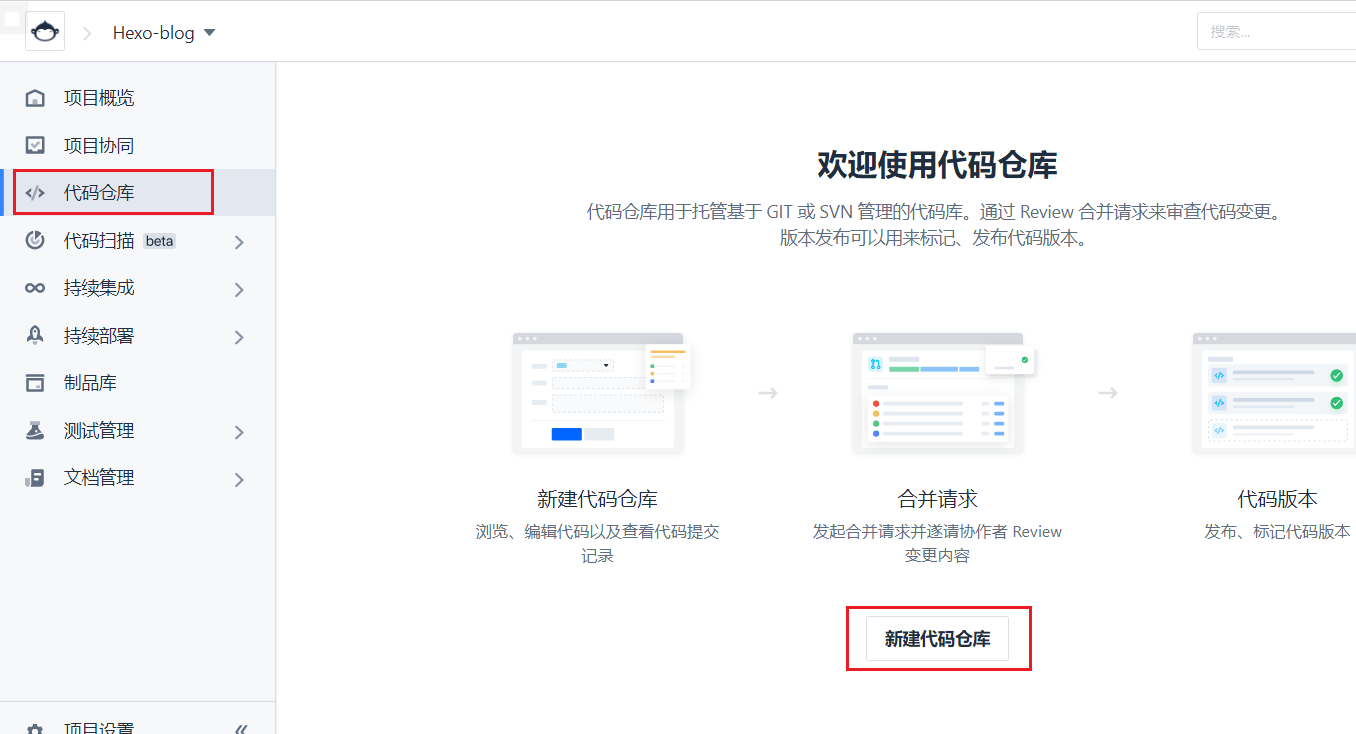 Hexo-blog
搜索...
项目概览
项目协同
代码仓库
代码扫描 beta
持续集成
持续部署
制品库
测试管理
文档管理
项目设置
欢迎使用代码仓库
代码仓库用于托管基于 GIT 或 SVN 管理的代码库。通过 Review 合并请求来审查代码变更。
版本发布可以用来标记、发布代码版本。
新建代码仓库
浏览、编辑代码以及查看代码提交
记录
合并请求
发起合并请求并邀请协作者 Review
变更内容
代码版本
发布、标记代码版本
新建代码仓库